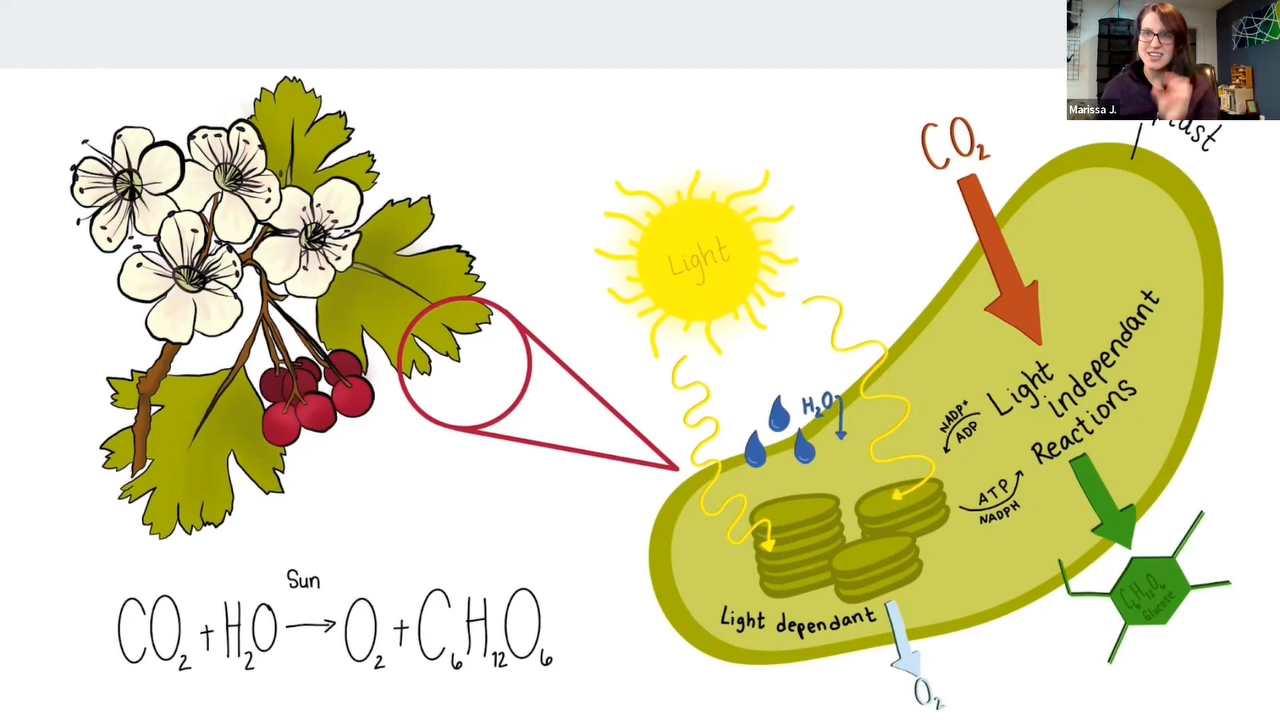 Marissa J.
CO₂
Light
H₂O
NADP⁺
ADP
Light
Independant
Reactions
ATP
NADPH
C₆H₁₂O₆
Glucose
Light dependant
O₂
Sun
CO₂ + H₂O → O₂ + C₆H₁₂O₆